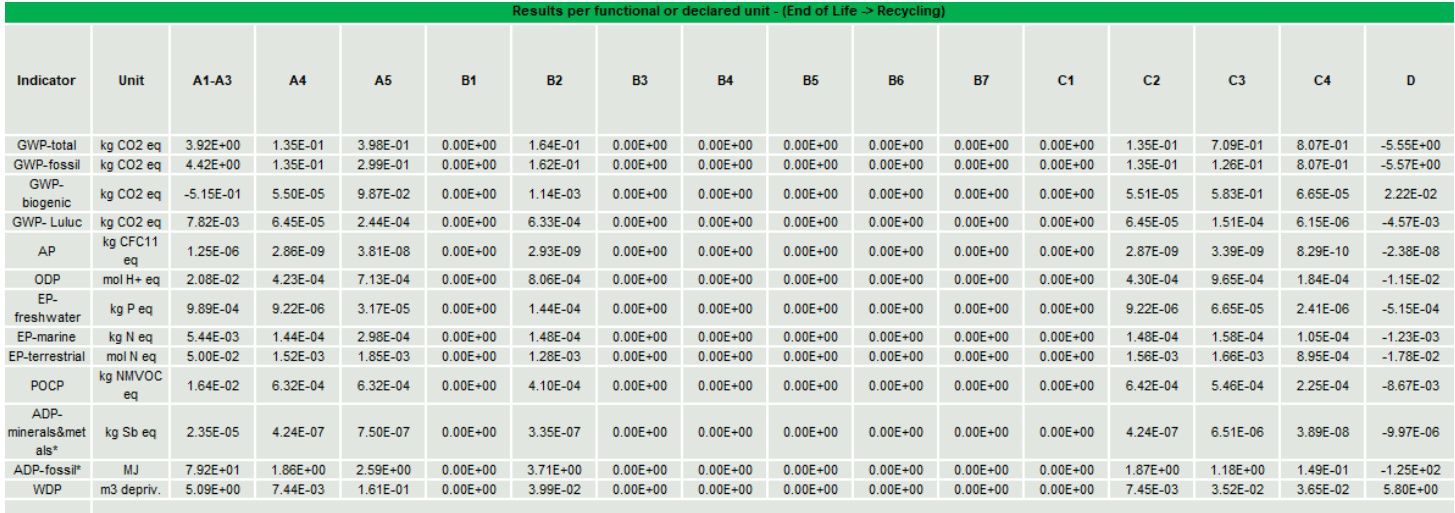 Results per functional or declared unit - (End of Life -> Recycling)
Indicator Unit A1-A3 A4 A5 B1 B2 B3 B4 B5 B6 B7 C1 C2 C3 C4 D
GWP-total kg CO2 eq 3.92E+00 1.35E-01 3.98E-01 0.00E+00 1.64E-01 0.00E+00 0.00E+00 0.00E+00 0.00E+00 0.00E+00 0.00E+00 1.35E-01 7.09E-01 8.07E-01 -5.55E+00
GWP-fossil kg CO2 eq 4.42E+00 1.35E-01 2.99E-01 0.00E+00 1.62E-01 0.00E+00 0.00E+00 0.00E+00 0.00E+00 0.00E+00 0.00E+00 1.35E-01 1.26E-01 8.07E-01 -5.57E+00
GWP-
biogenic kg CO2 eq -5.15E-01 5.50E-05 9.87E-02 0.00E+00 1.14E-03 0.00E+00 0.00E+00 0.00E+00 0.00E+00 0.00E+00 0.00E+00 5.51E-05 5.83E-01 6.65E-05 2.22E-02
GWP- Luluc kg CO2 eq 7.82E-03 6.45E-05 2.44E-04 0.00E+00 6.33E-04 0.00E+00 0.00E+00 0.00E+00 0.00E+00 0.00E+00 0.00E+00 6.45E-05 1.51E-04 6.15E-06 -4.57E-03
AP kg CFC11
eq 1.25E-06 2.86E-09 3.81E-08 0.00E+00 2.93E-09 0.00E+00 0.00E+00 0.00E+00 0.00E+00 0.00E+00 0.00E+00 2.87E-09 3.39E-09 8.29E-10 -2.38E-08
ODP mol H+ eq 2.08E-02 4.23E-04 7.13E-04 0.00E+00 8.06E-04 0.00E+00 0.00E+00 0.00E+00 0.00E+00 0.00E+00 0.00E+00 4.30E-04 9.65E-04 1.84E-04 -1.15E-02
EP-
freshwater kg P eq 9.89E-04 9.22E-06 3.17E-05 0.00E+00 1.44E-04 0.00E+00 0.00E+00 0.00E+00 0.00E+00 0.00E+00 0.00E+00 9.22E-06 6.65E-05 2.41E-06 -5.15E-04
EP-marine kg N eq 5.44E-03 1.44E-04 2.98E-04 0.00E+00 1.48E-04 0.00E+00 0.00E+00 0.00E+00 0.00E+00 0.00E+00 0.00E+00 1.48E-04 1.58E-04 1.05E-04 -1.23E-03
EP-terrestrial mol N eq 5.00E-02 1.52E-03 1.85E-03 0.00E+00 1.28E-03 0.00E+00 0.00E+00 0.00E+00 0.00E+00 0.00E+00 0.00E+00 1.56E-03 1.66E-03 8.95E-04 -1.78E-02
POCP kg NMVOC
eq 1.64E-02 6.32E-04 6.32E-04 0.00E+00 4.10E-04 0.00E+00 0.00E+00 0.00E+00 0.00E+00 0.00E+00 0.00E+00 6.42E-04 5.46E-04 2.25E-04 -8.67E-03
ADP-
minerals&met
als* kg Sb eq 2.35E-05 4.24E-07 7.50E-07 0.00E+00 3.35E-07 0.00E+00 0.00E+00 0.00E+00 0.00E+00 0.00E+00 0.00E+00 4.24E-07 6.51E-06 3.89E-08 -9.97E-06
ADP-fossil* MJ 7.92E+01 1.86E+00 2.59E+00 0.00E+00 3.71E+00 0.00E+00 0.00E+00 0.00E+00 0.00E+00 0.00E+00 0.00E+00 1.87E+00 1.18E+00 1.49E-01 -1.25E+02
WDP m3 depriv. 5.09E+00 7.44E-03 1.61E-01 0.00E+00 3.99E-02 0.00E+00 0.00E+00 0.00E+00 0.00E+00 0.00E+00 0.00E+00 7.45E-03 3.52E-02 3.65E-02 5.80E+00